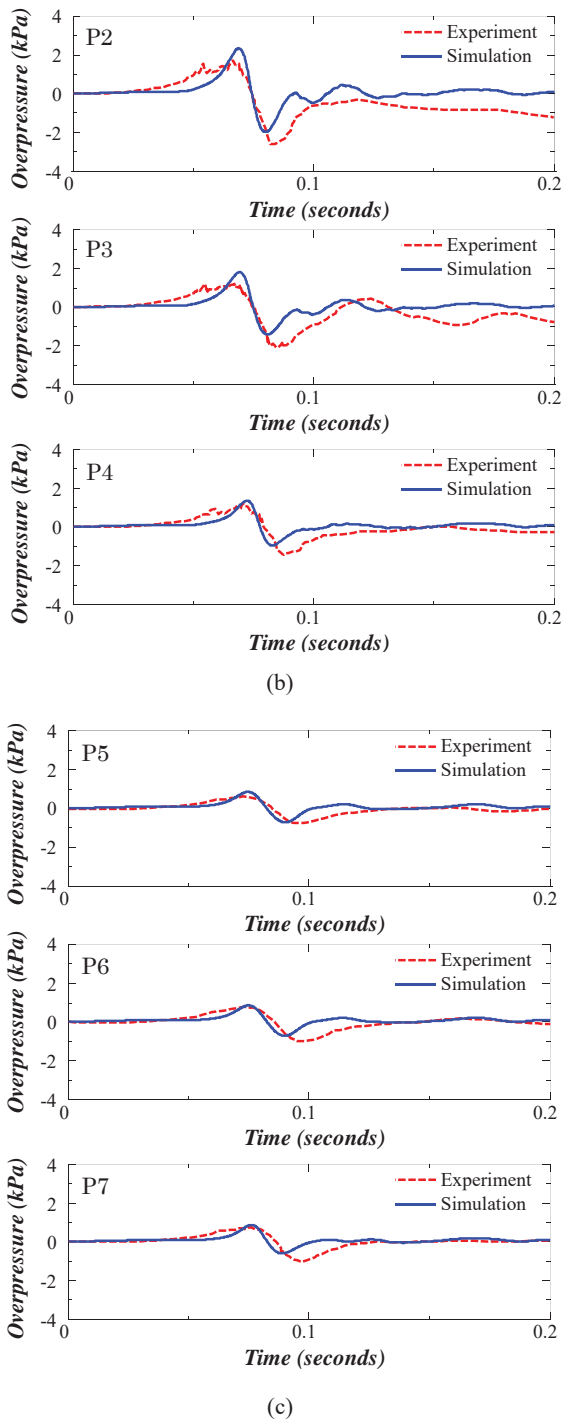 P2
Experiment
Simulation
Overpressure (kPa)
4
2
0
-2
-4
0
0.1
0.2
Time (seconds)
P3
Experiment
Simulation
Overpressure (kPa)
4
2
0
-2
-4
0
0.1
0.2
Time (seconds)
P4
Experiment
Simulation
Overpressure (kPa)
4
2
0
-2
-4
0
0.1
0.2
Time (seconds)
(b)
P5
Experiment
Simulation
Overpressure (kPa)
4
2
0
-2
-4
0
0.1
0.2
Time (seconds)
P6
Experiment
Simulation
Overpressure (kPa)
4
2
0
-2
-4
0
0.1
0.2
Time (seconds)
P7
Experiment
Simulation
Overpressure (kPa)
4
2
0
-2
-4
0
0.1
0.2
Time (seconds)
(c)